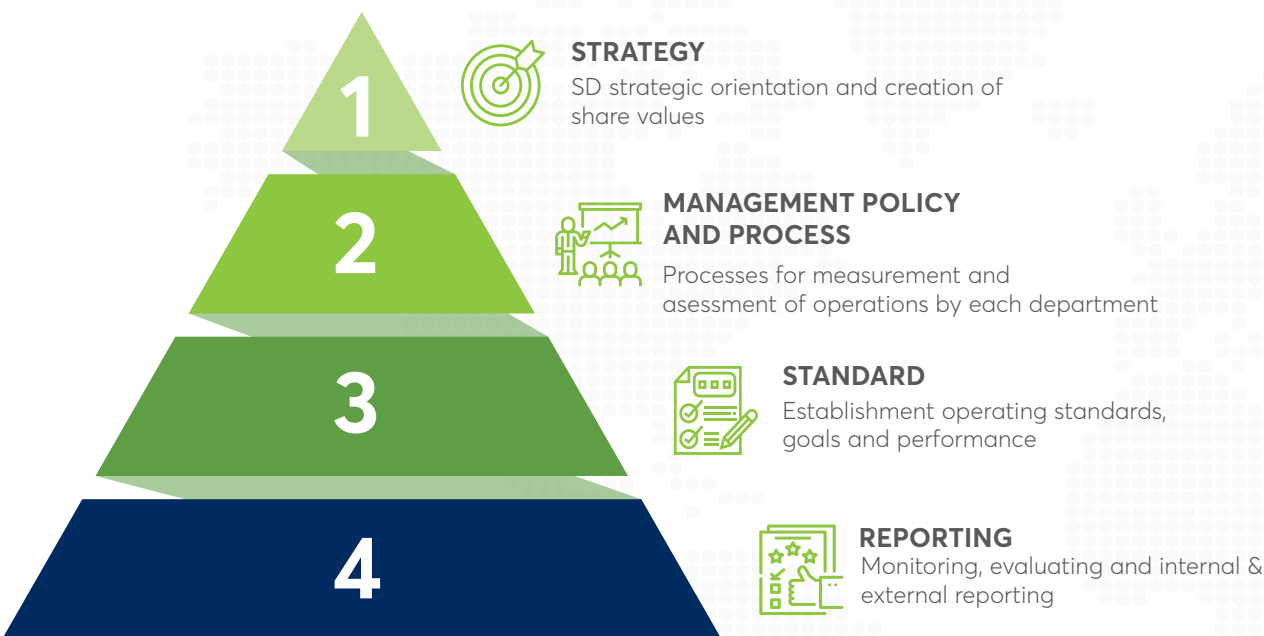 1
STRATEGY
SD strategic orientation and creation of
share values
2
MANAGEMENT POLICY
AND PROCESS
Processes for measurement and
asessment of operations by each department
3
STANDARD
Establishment operating standards,
goals and performance
4
REPORTING
Monitoring, evaluating and internal &
external reporting